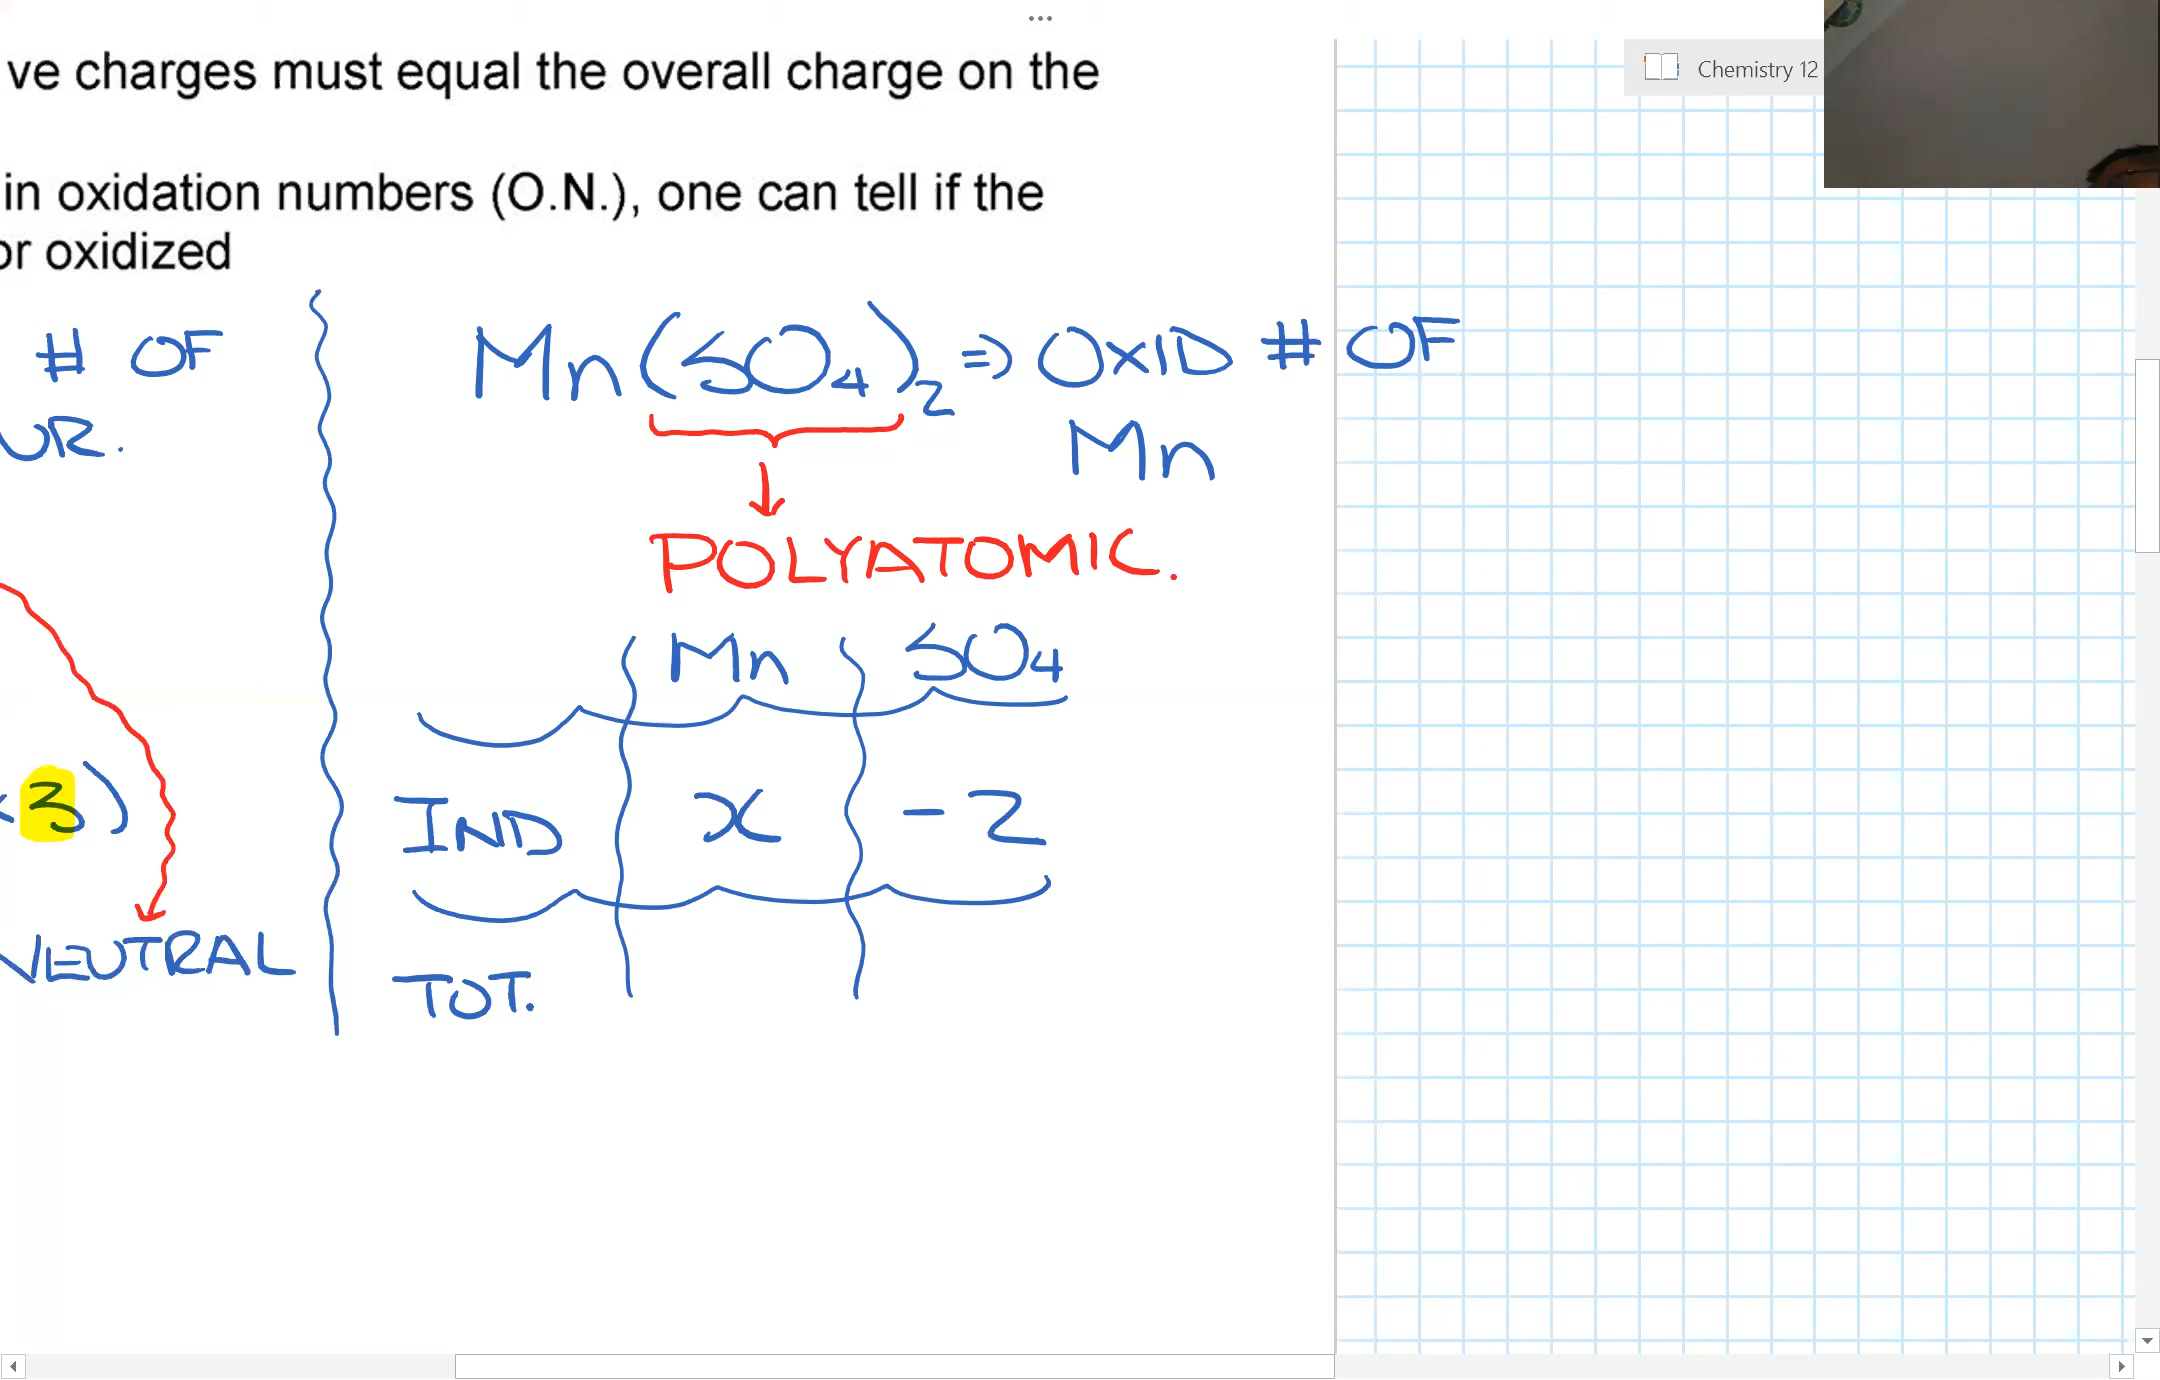 Chemistry 12
ve charges must equal the overall charge on the
in oxidation numbers (O.N.), one can tell if the
or oxidized
# OF
UR.
3)
NEUTRAL
Mn(SO4)2 => OXID # OF
Mn
POLYATOMIC.
Mn SO4
IND x -2
TOT.